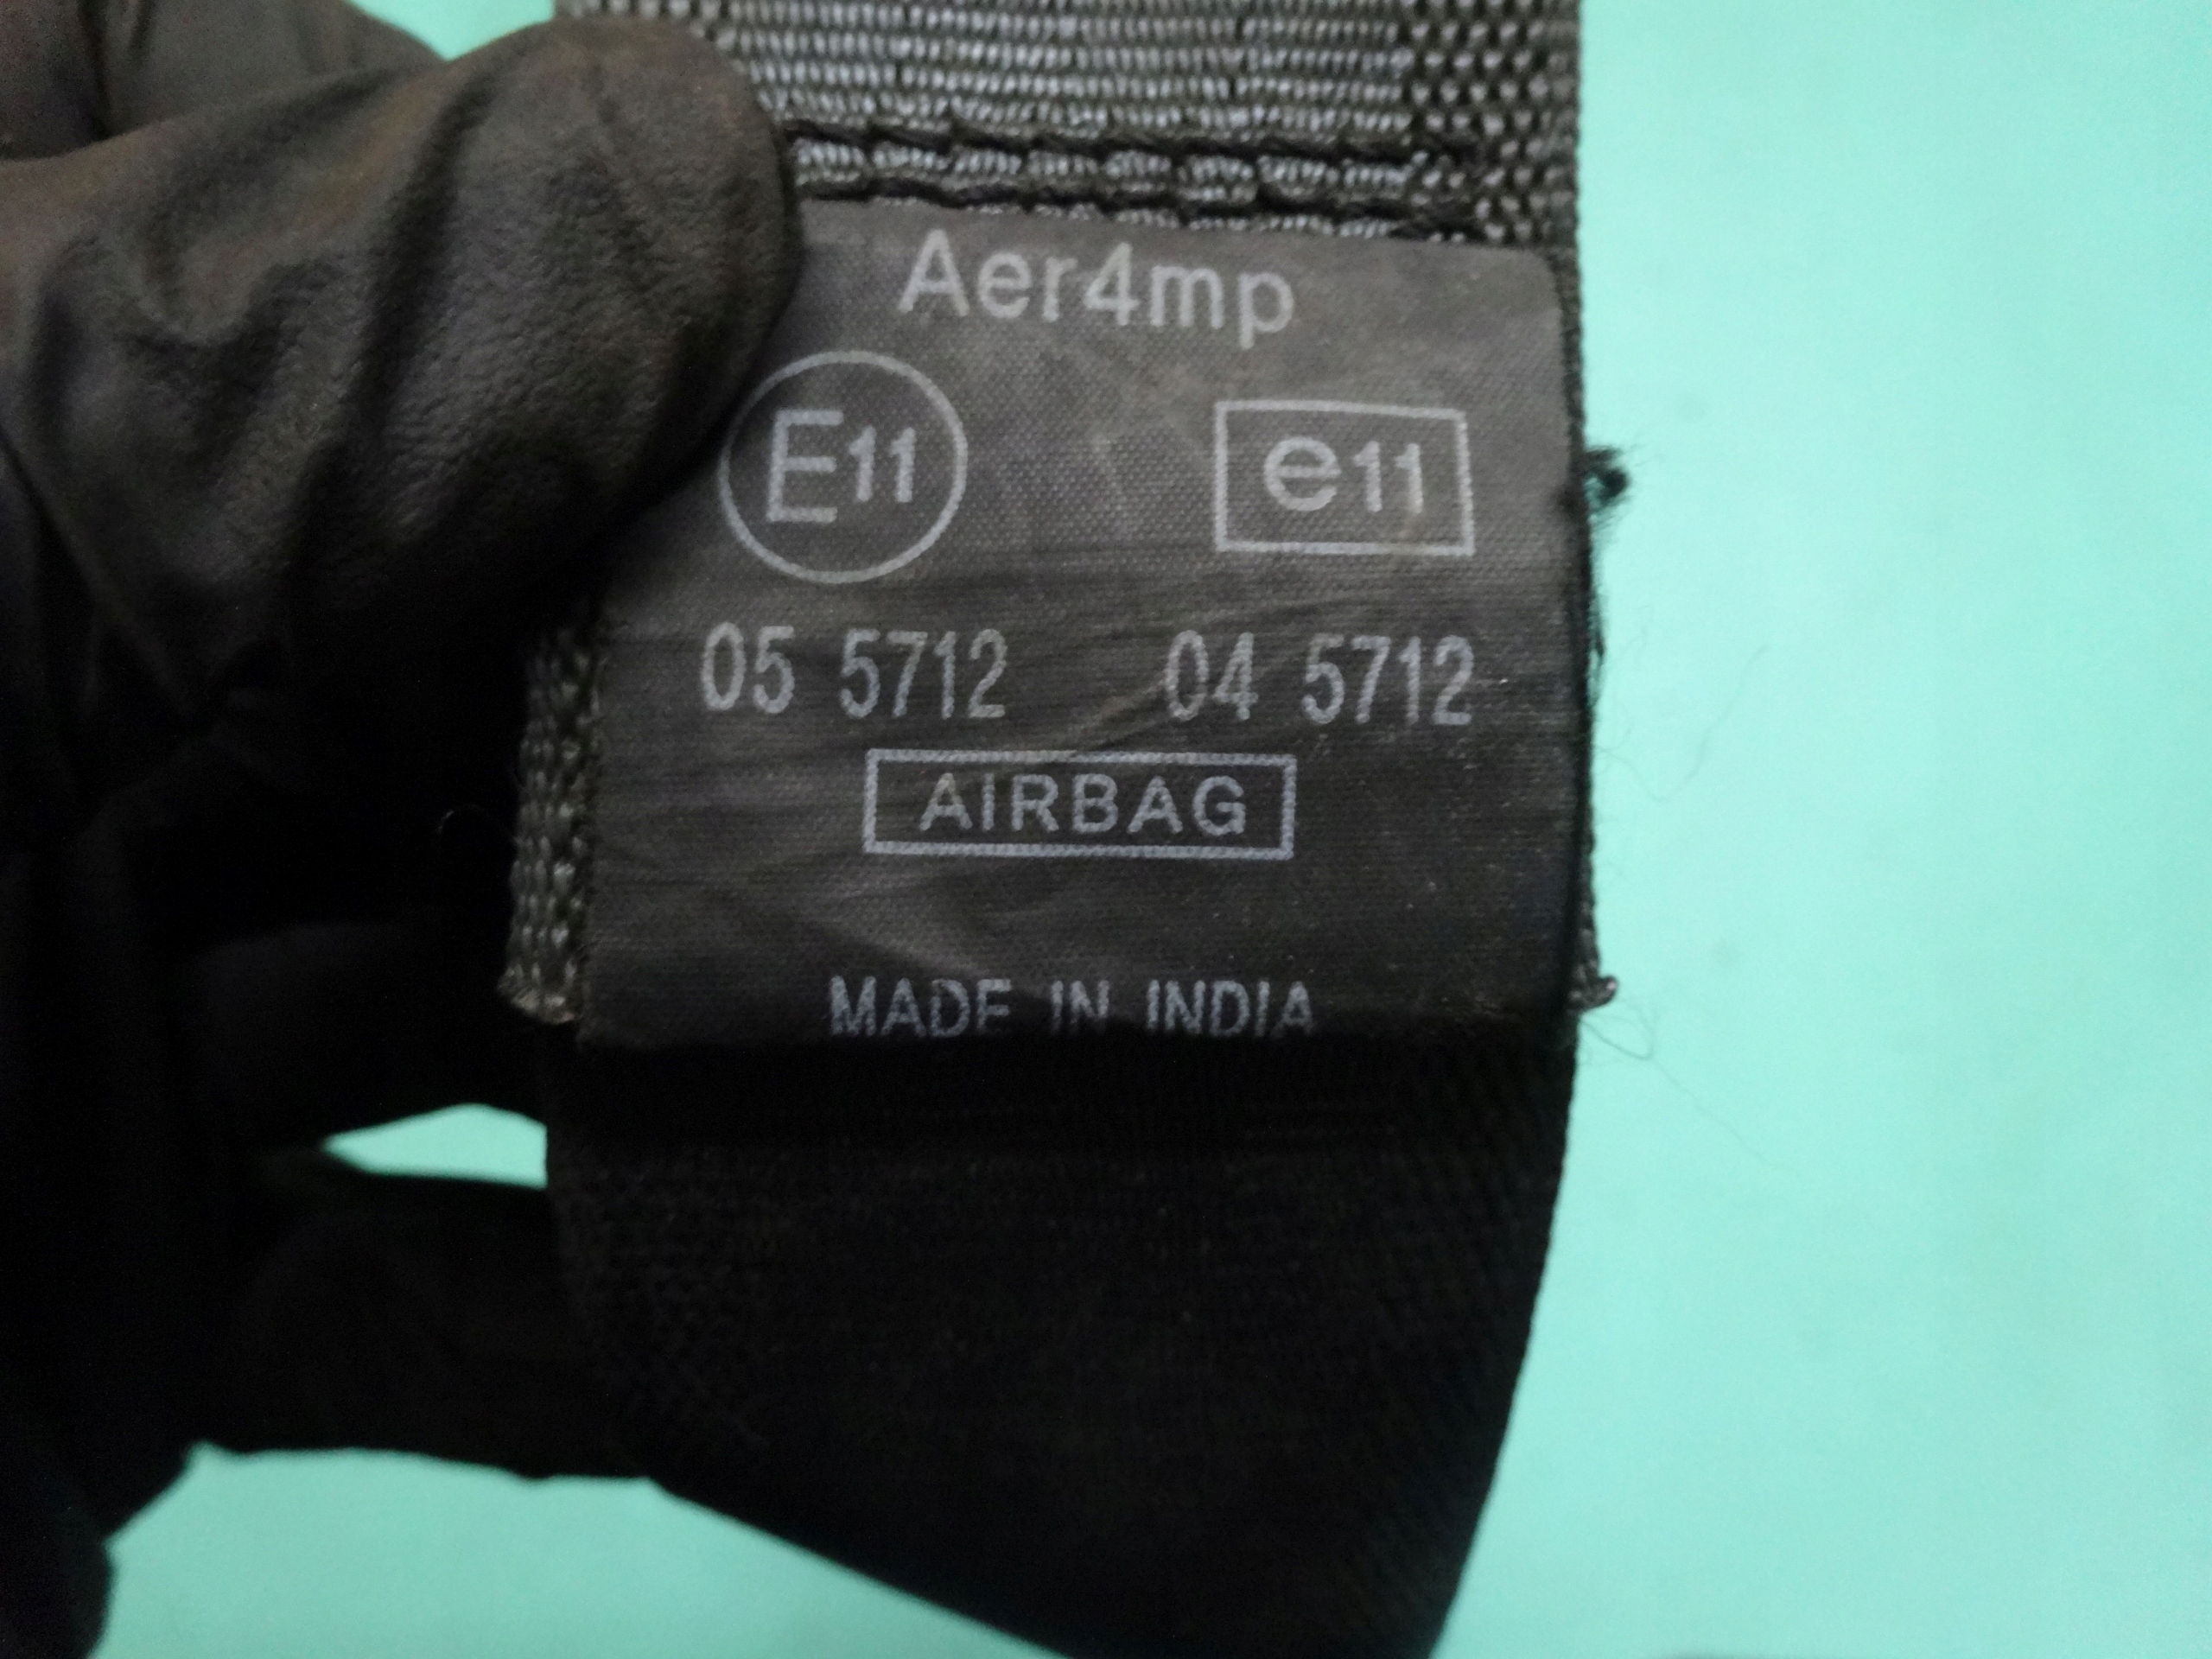 Aer4mp
E11 e11
05 5712 04 5712
AIRBAG
MADE IN INDIA